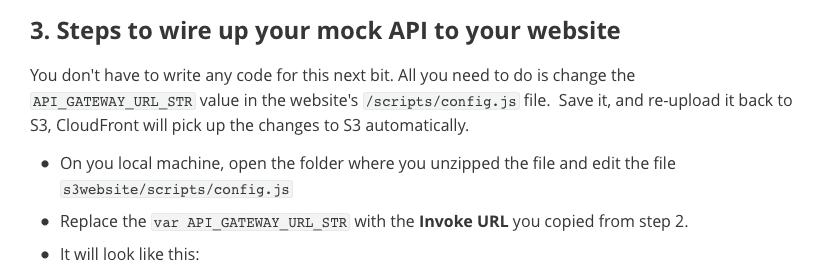 3. Steps to wire up your mock API to your website
You don't have to write any code for this next bit. All you need to do is change the
API_GATEWAY_URL_STR value in the website's /scripts/config.js file.  Save it, and re-upload it back to
S3, CloudFront will pick up the changes to S3 automatically.
• On you local machine, open the folder where you unzipped the file and edit the file
s3website/scripts/config.js
• Replace the var API_GATEWAY_URL_STR with the Invoke URL you copied from step 2.
• It will look like this: